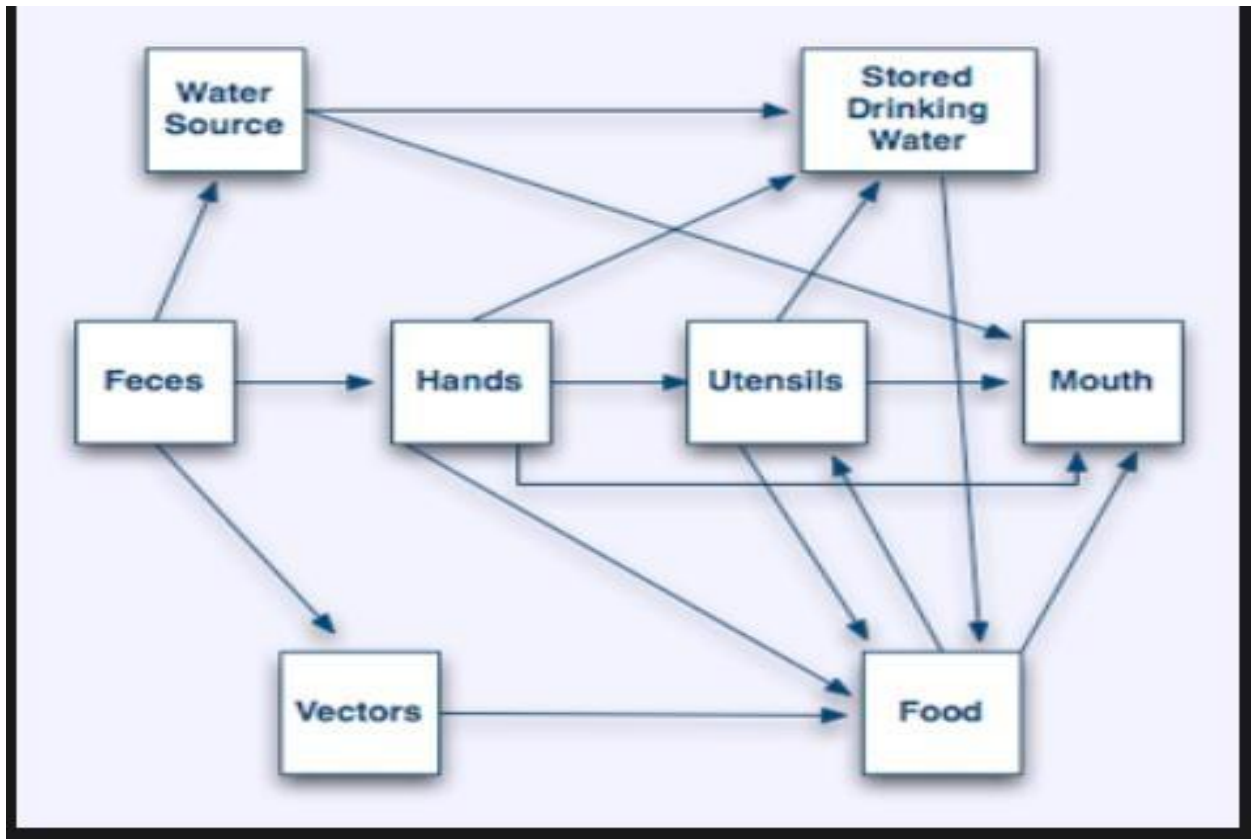 Water
Source
Stored
Drinking
Water
Feces
Hands
Utensils
Mouth
Vectors
Food